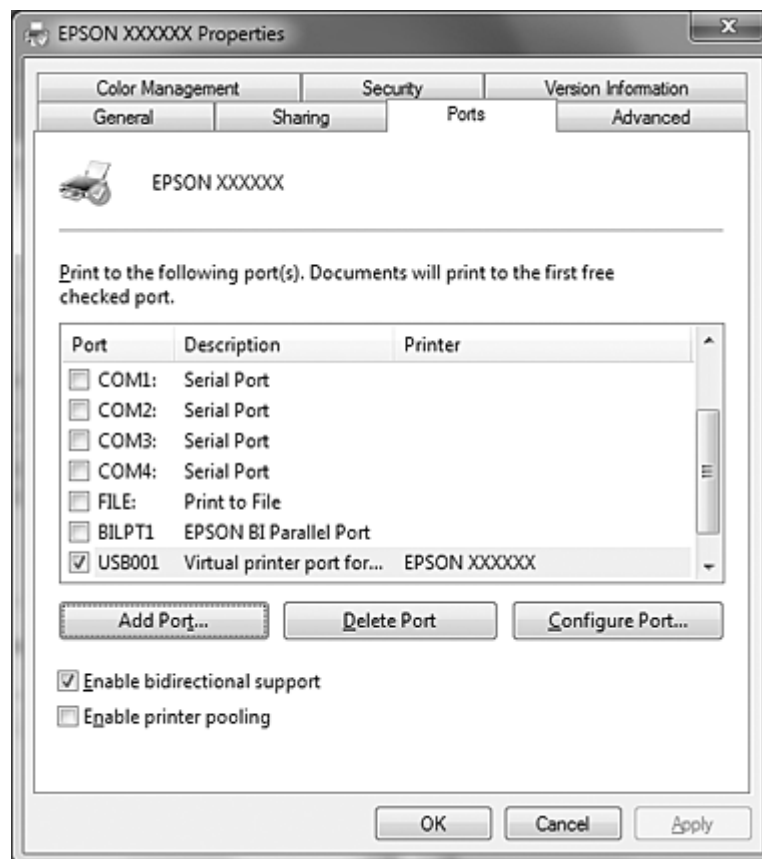 EPSON XXXXXX Properties
x
Color Management Security Version Information
General Sharing Ports Advanced
EPSON XXXXXX
Print to the following port(s). Documents will print to the first free
checked port.
Port Description Printer
COM1: Serial Port
COM2: Serial Port
COM3: Serial Port
COM4: Serial Port
FILE: Print to File
BILPT1 EPSON BI Parallel Port
USB001 Virtual printer port for... EPSON XXXXXX
Add Port... Delete Port Configure Port...
Enable bidirectional support
Enable printer pooling
OK Cancel Apply